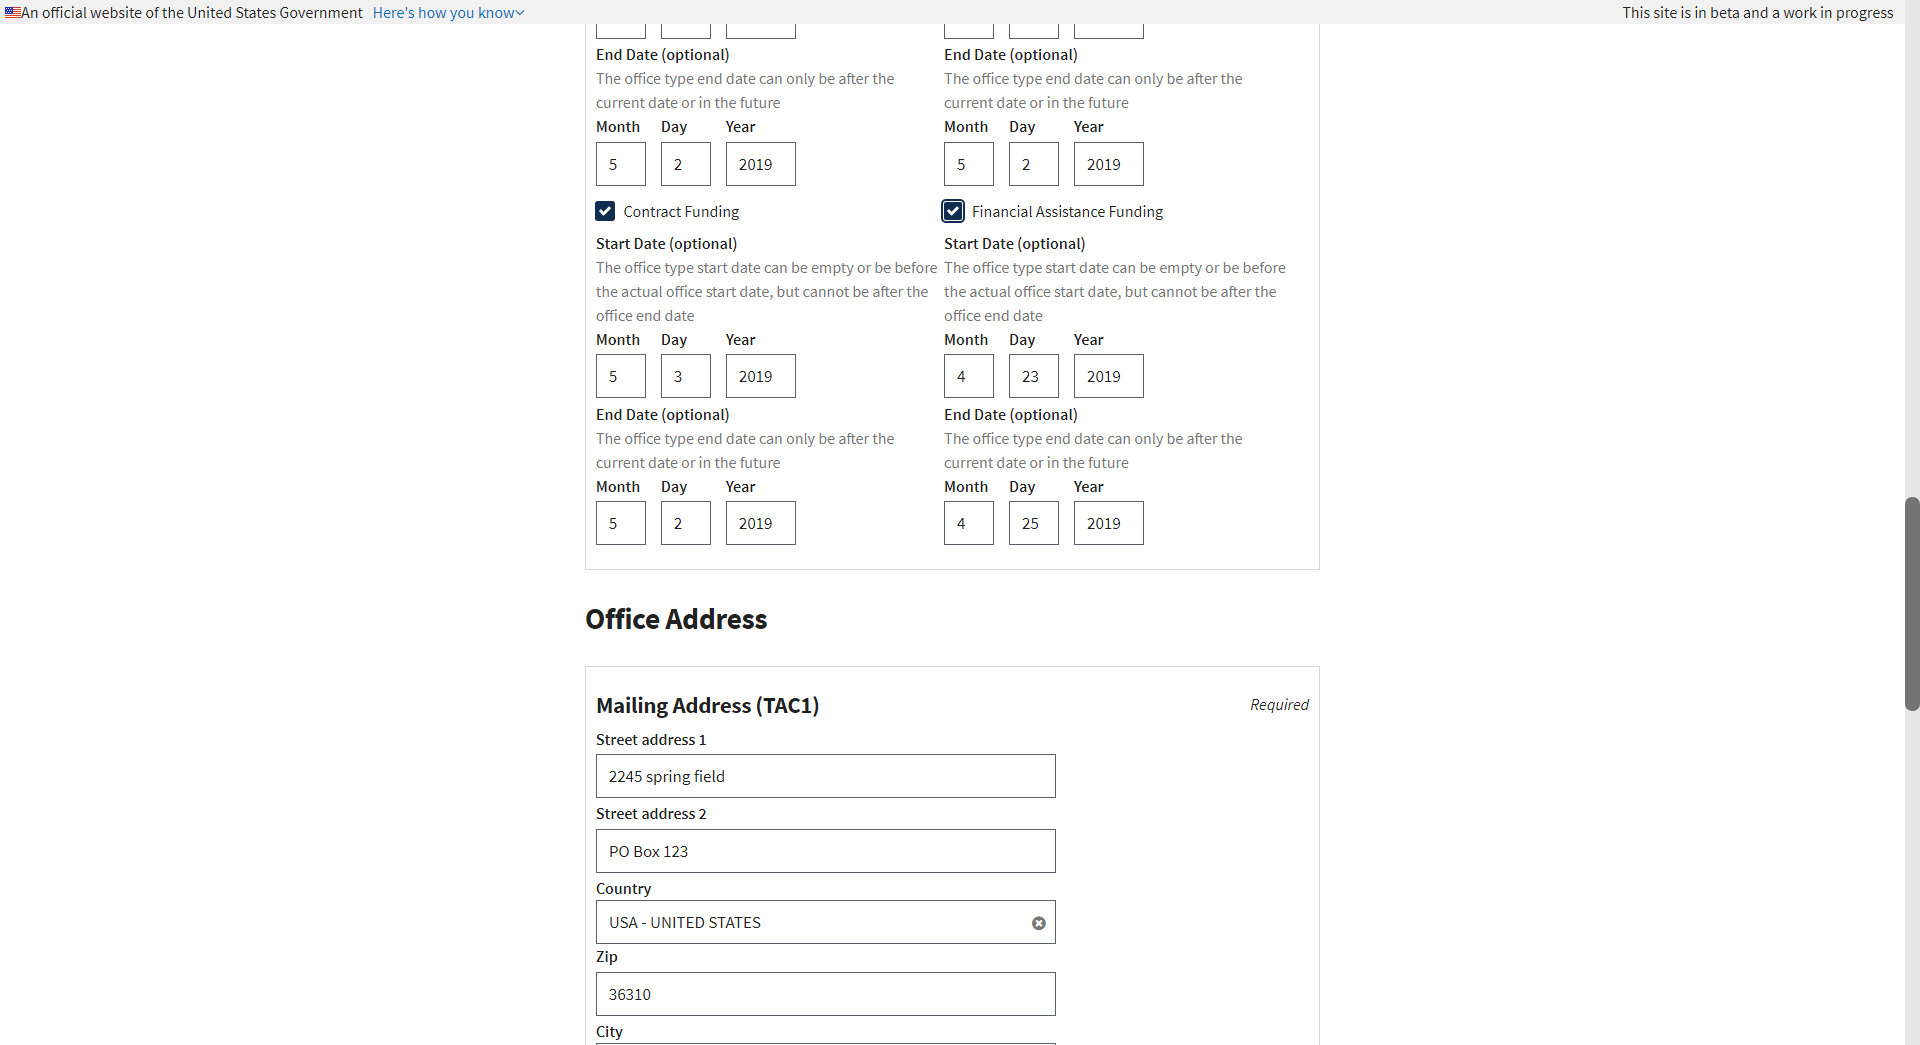 An official website of the United States Government Here's how you know
This site is in beta and a work in progress
End Date (optional) End Date (optional)
The office type end date can only be after the The office type end date can only be after the
current date or in the future current date or in the future
Month Day Year Month Day Year
5 2 2019 5 2 2019
Contract Funding Financial Assistance Funding
Start Date (optional) Start Date (optional)
The office type start date can be empty or be before The office type start date can be empty or be before
the actual office start date, but cannot be after the the actual office start date, but cannot be after the
office end date office end date
Month Day Year Month Day Year
5 3 2019 4 23 2019
End Date (optional) End Date (optional)
The office type end date can only be after the The office type end date can only be after the
current date or in the future current date or in the future
Month Day Year Month Day Year
5 2 2019 4 25 2019
Office Address
Mailing Address (TAC1) Required
Street address 1
2245 spring field
Street address 2
PO Box 123
Country
USA - UNITED STATES
Zip
36310
City